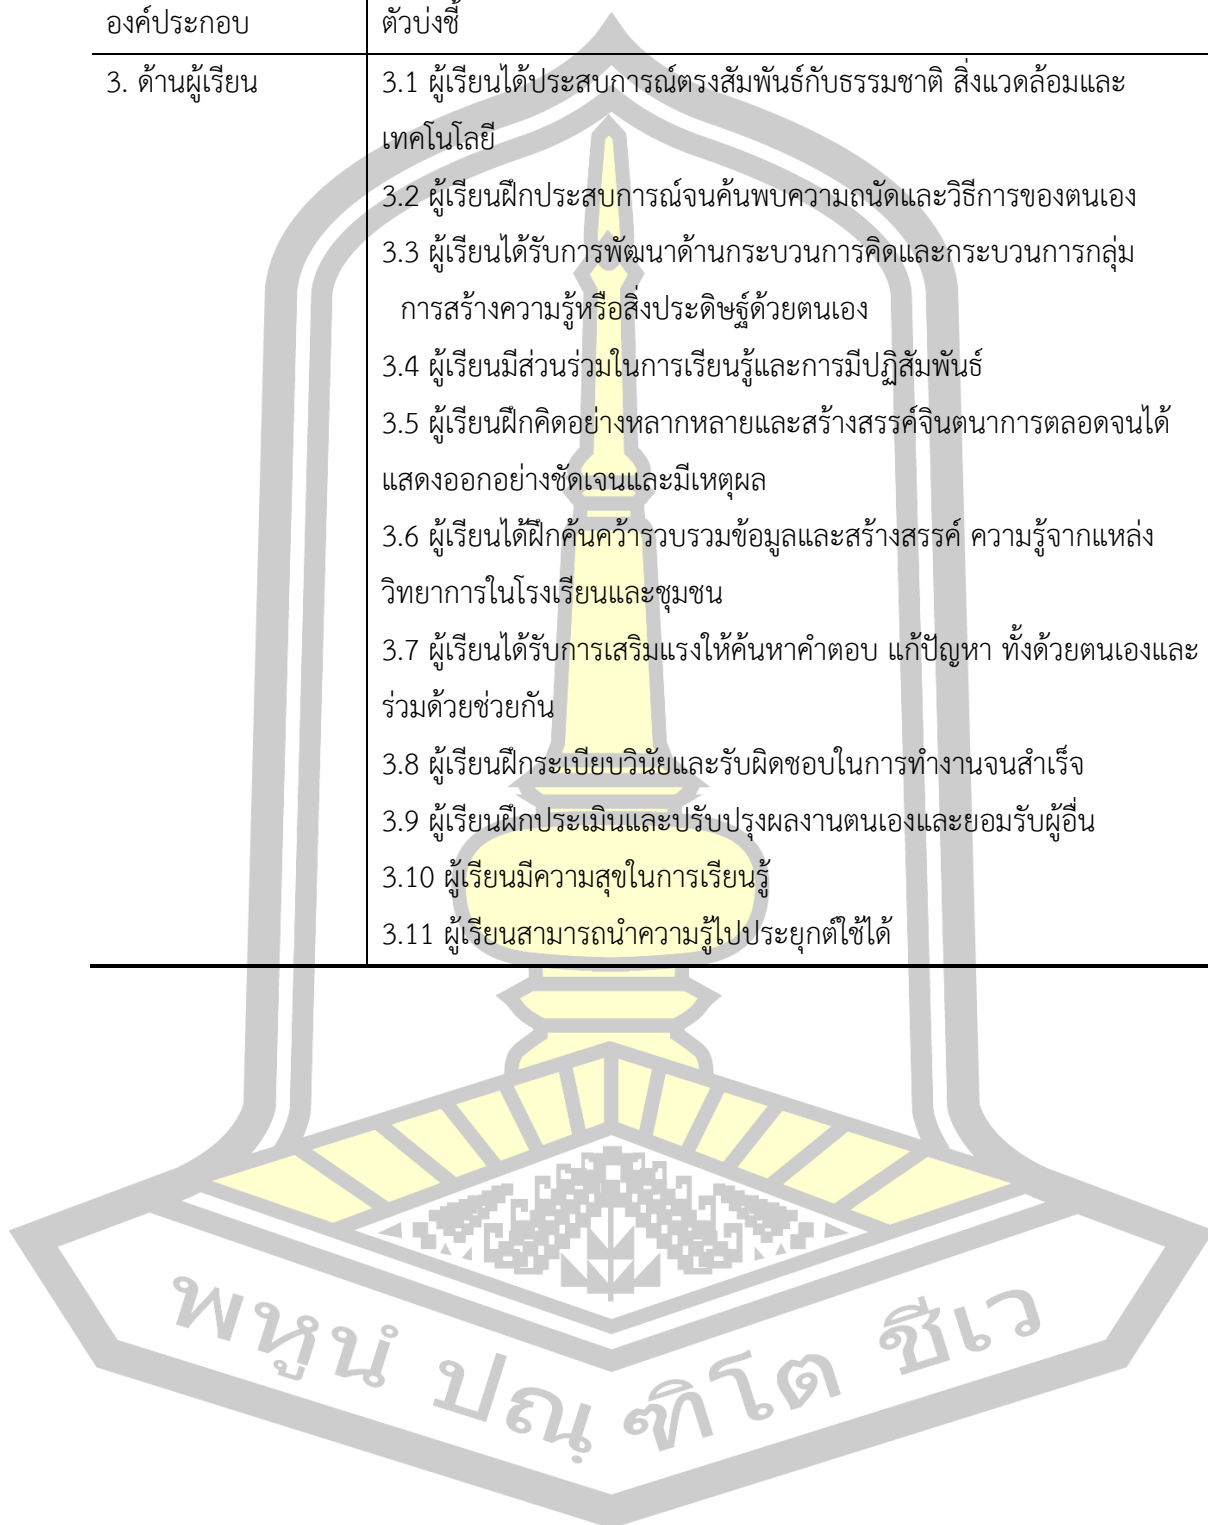 องค์ประกอบ ตัวบ่งชี้
3. ด้านผู้เรียน 3.1 ผู้เรียนได้ประสบการณ์ตรงสัมพันธ์กับธรรมชาติ สิ่งแวดล้อมและ
เทคโนโลยี
3.2 ผู้เรียนฝึกประสบการณ์จนค้นพบความถนัดและวิธีการของตนเอง
3.3 ผู้เรียนได้รับการพัฒนาด้านกระบวนการคิดและกระบวนการกลุ่ม
การสร้างความรู้หรือสิ่งประดิษฐ์ด้วยตนเอง
3.4 ผู้เรียนมีส่วนร่วมในการเรียนรู้และการมีปฏิสัมพันธ์
3.5 ผู้เรียนฝึกคิดอย่างหลากหลายและสร้างสรรค์จินตนาการตลอดจนได้
แสดงออกอย่างชัดเจนและมีเหตุผล
3.6 ผู้เรียนได้ฝึกค้นคว้ารวบรวมข้อมูลและสร้างสรรค์ ความรู้จากแหล่ง
วิทยาการในโรงเรียนและชุมชน
3.7 ผู้เรียนได้รับการเสริมแรงให้ค้นหาคำตอบ แก้ปัญหา ทั้งด้วยตนเองและ
ร่วมด้วยช่วยกัน
3.8 ผู้เรียนฝึกระเบียบวินัยและรับผิดชอบในการทำงานจนสำเร็จ
3.9 ผู้เรียนฝึกประเมินและปรับปรุงผลงานตนเองและยอมรับผู้อื่น
3.10 ผู้เรียนมีความสุขในการเรียนรู้
3.11 ผู้เรียนสามารถนำความรู้ไปประยุกต์ใช้ได้
พหูนํ ปณฺฑิโต ชีเว